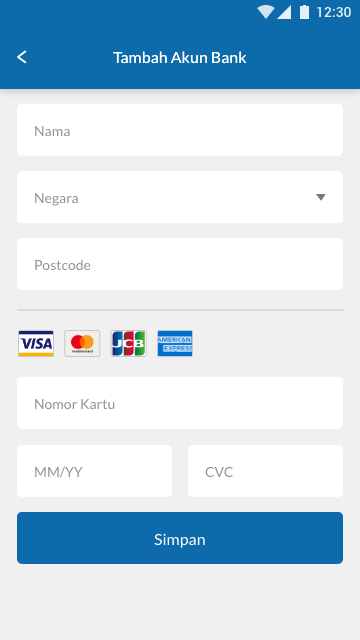 12:30
Tambah Akun Bank
Nama
Negara
Postcode
VISA mastercard JCB AMERICAN EXPRESS
Nomor Kartu
MM/YY CVC
Simpan